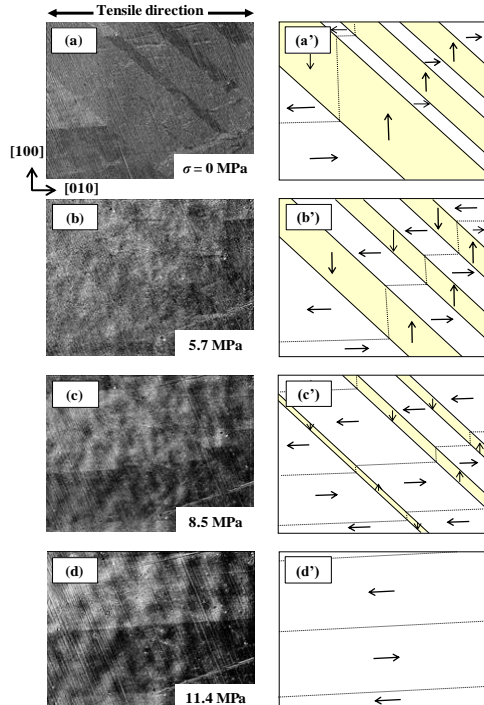 Tensile direction
(a)
(a')
[100]
[010]
σ = 0 MPa
(b)
(b')
5.7 MPa
(c)
(c')
8.5 MPa
(d)
(d')
11.4 MPa